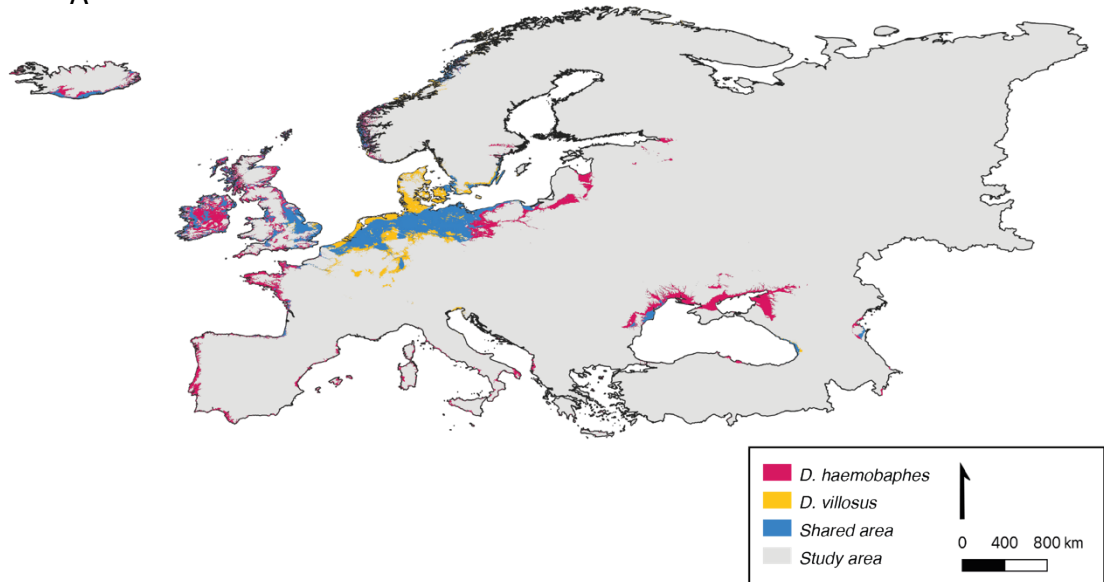 A
D. haemobaphes
D. villosus
Shared area
Study area
0 400 800 km